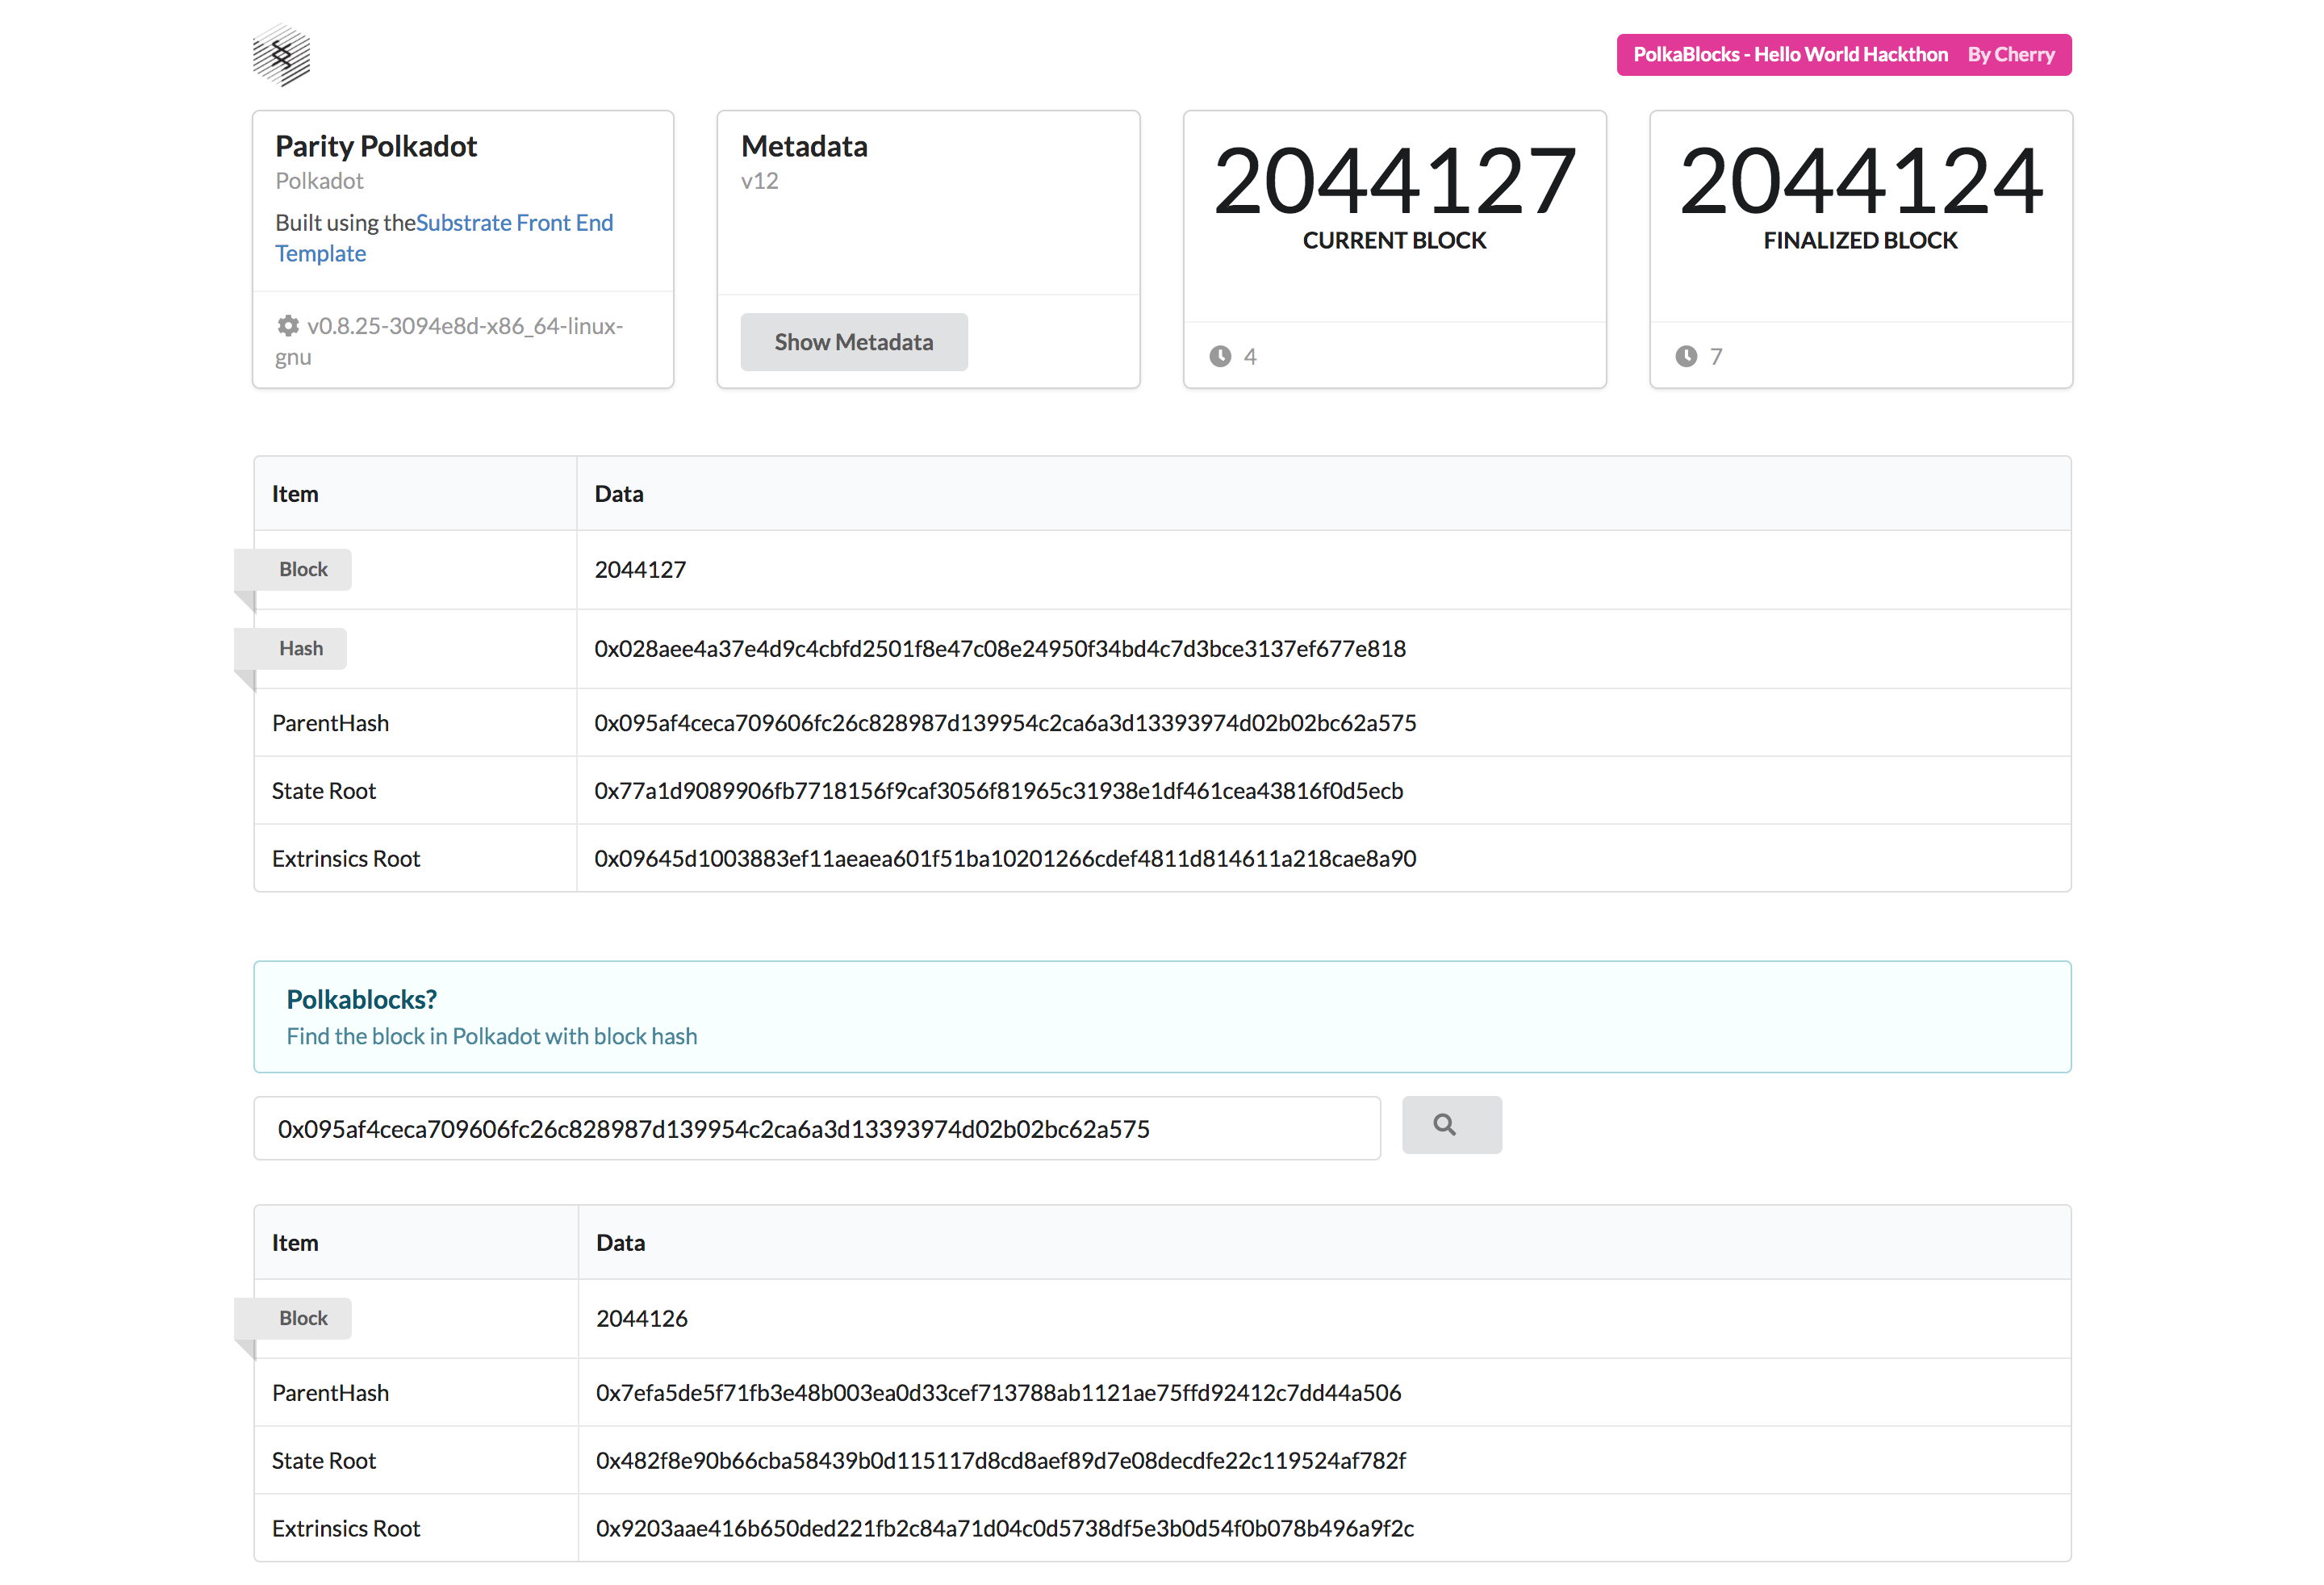 PolkaBlocks - Hello World Hackthon By Cherry
Parity Polkadot
Polkadot
Built using theSubstrate Front End
Template
v0.8.25-3094e8d-x86_64-linux-
gnu
Metadata
v12
Show Metadata
2044127
CURRENT BLOCK
4
2044124
FINALIZED BLOCK
7
Item Data
Block 2044127
Hash 0x028aee4a37e4d9c4cbfd2501f8e47c08e24950f34bd4c7d3bce3137ef677e818
ParentHash 0x095af4ceca709606fc26c828987d139954c2ca6a3d13393974d02b02bc62a575
State Root 0x77a1d9089906fb7718156f9caf3056f81965c31938e1df461cea43816f0d5ecb
Extrinsics Root 0x09645d1003883ef11aeaea601f51ba10201266cdef4811d814611a218cae8a90
Polkablocks?
Find the block in Polkadot with block hash
0x095af4ceca709606fc26c828987d139954c2ca6a3d13393974d02b02bc62a575
Item Data
Block 2044126
ParentHash 0x7efa5de5f71fb3e48b003ea0d33cef713788ab1121ae75ffd92412c7dd44a506
State Root 0x482f8e90b66cba58439b0d115117d8cd8aef89d7e08decdfe22c119524af782f
Extrinsics Root 0x9203aae416b650ded221fb2c84a71d04c0d5738df5e3b0d54f0b078b496a9f2c